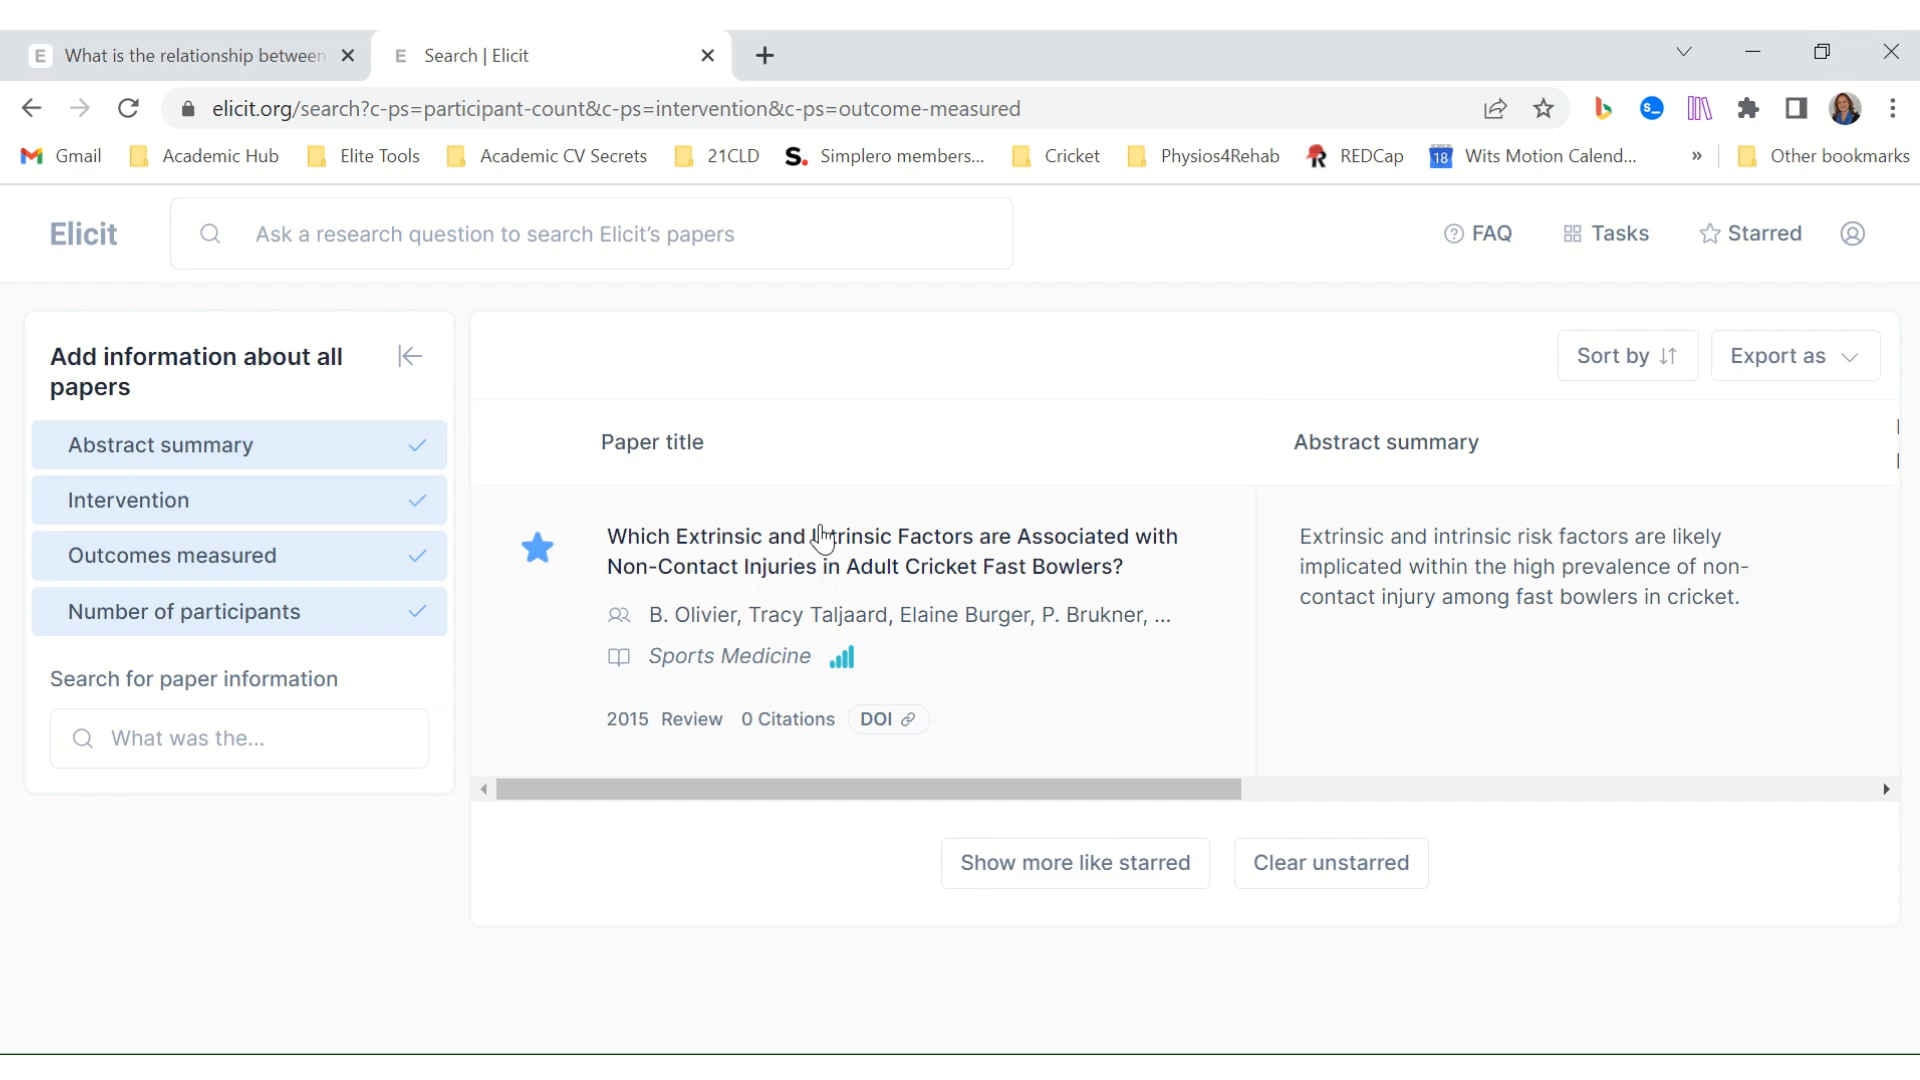 E What is the relationship between
E Search | Elicit
elicit.org/search?c-ps=participant-count&c-ps=intervention&c-ps=outcome-measured
S_
Gmail Academic Hub Elite Tools Academic CV Secrets 21CLD S. Simplero members... Cricket Physios4Rehab REDCap 18 Wits Motion Calend... » Other bookmarks
Elicit
Ask a research question to search Elicit's papers
FAQ Tasks Starred
Add information about all
papers
Abstract summary
Intervention
Outcomes measured
Number of participants
Search for paper information
What was the...
Sort by Export as
Paper title Abstract summary
Which Extrinsic and Intrinsic Factors are Associated with
Non-Contact Injuries in Adult Cricket Fast Bowlers?
B. Olivier, Tracy Taljaard, Elaine Burger, P. Brukner, ...
Sports Medicine
2015 Review 0 Citations DOI
Extrinsic and intrinsic risk factors are likely
implicated within the high prevalence of non-
contact injury among fast bowlers in cricket.
Show more like starred Clear unstarred